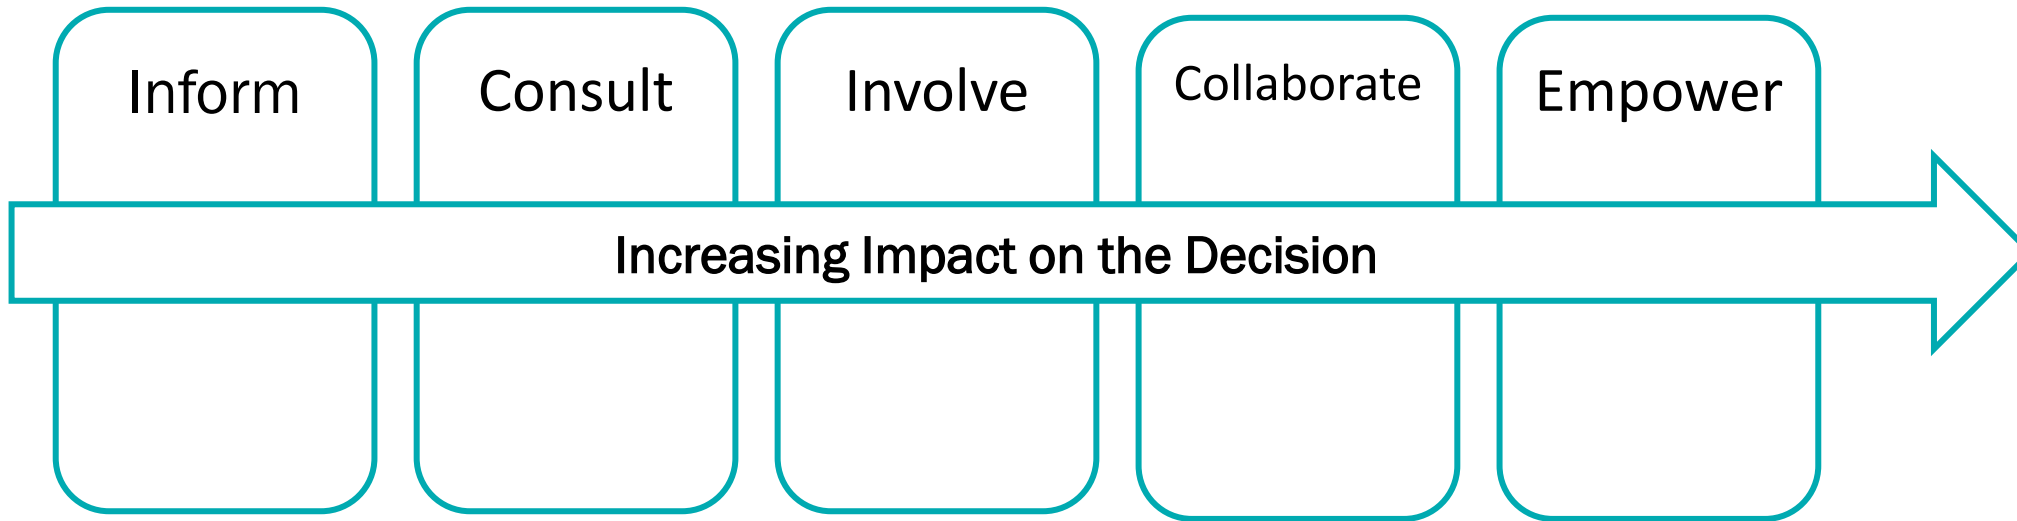 Inform
Consult
Involve
Collaborate
Empower
Increasing Impact on the Decision